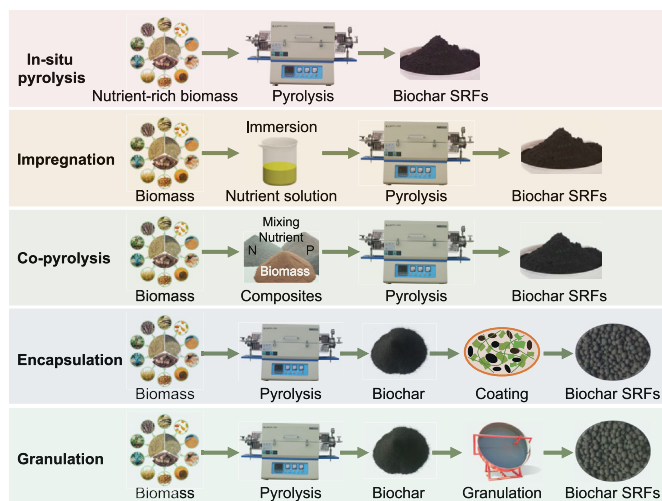 In-situ
pyrolysis
Nutrient-rich biomass
Pyrolysis
Biochar SRFs
Impregnation
Immersion
Biomass
Nutrient solution
Pyrolysis
Biochar SRFs
Co-pyrolysis
Mixing
Nutrient
N
P
Biomass
Biomass
Composites
Pyrolysis
Biochar SRFs
Encapsulation
Biomass
Pyrolysis
Biochar
Coating
Biochar SRFs
Granulation
Biomass
Pyrolysis
Biochar
Granulation
Biochar SRFs